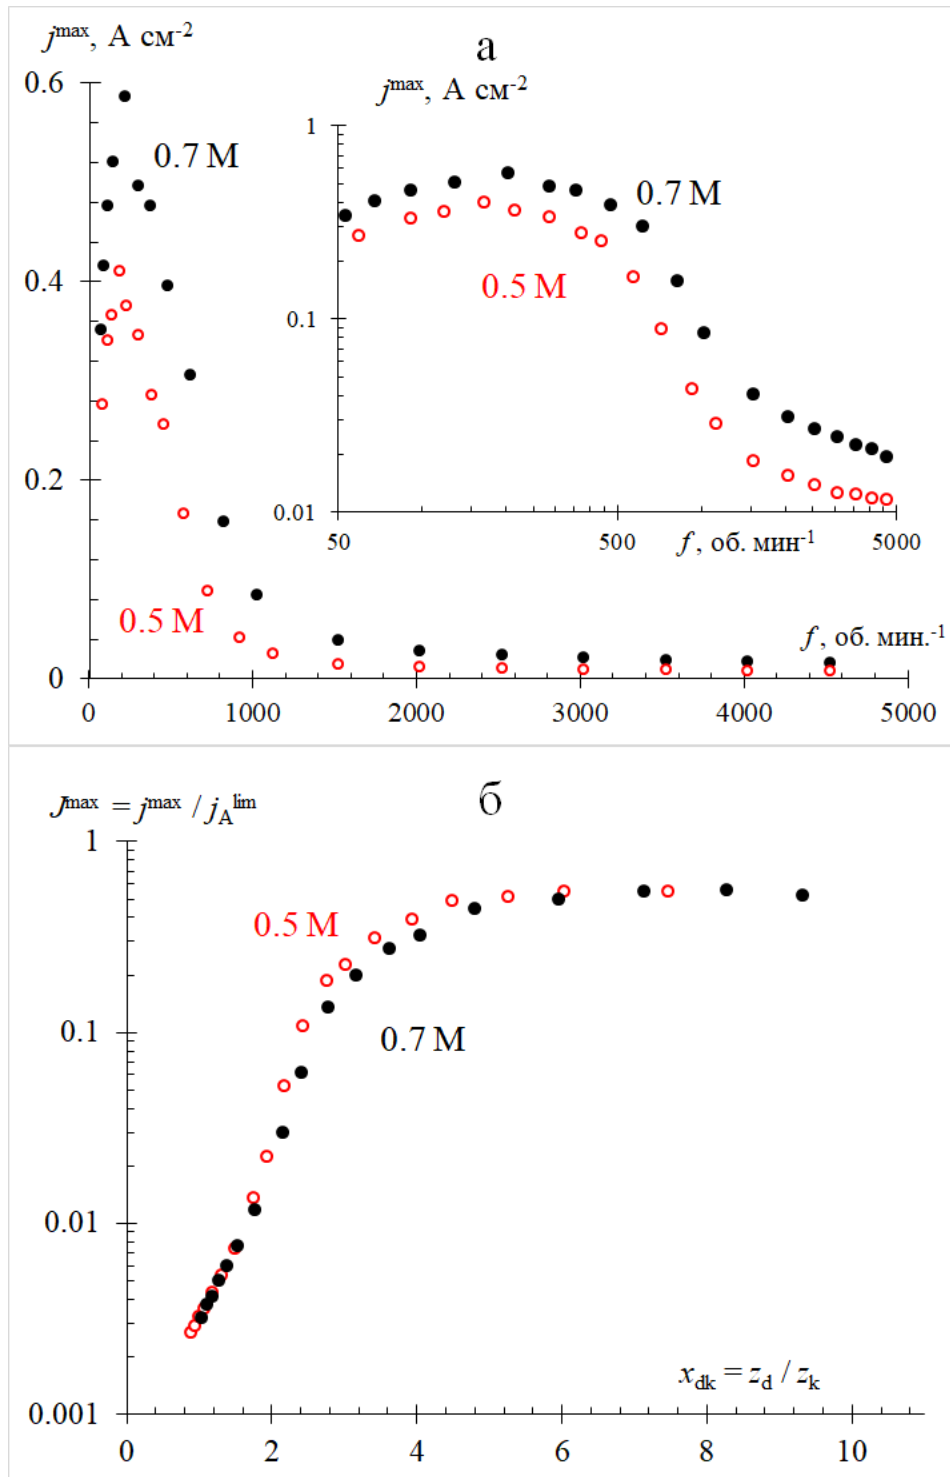 j^max, А см^-2
а
j^max, А см^-2
0.6
1
0.7 М
0.7 М
0.4
0.5 М
0.1
0.2
0.01
50
500
f, об. мин^-1
5000
0.5 М
f, об. мин.^-1
0
0
1000
2000
3000
4000
5000
J^max = j^max / j_A^lim
б
1
0.5 М
0.1
0.7 М
0.01
x_dk = z_d / z_k
0.001
0
2
4
6
8
10